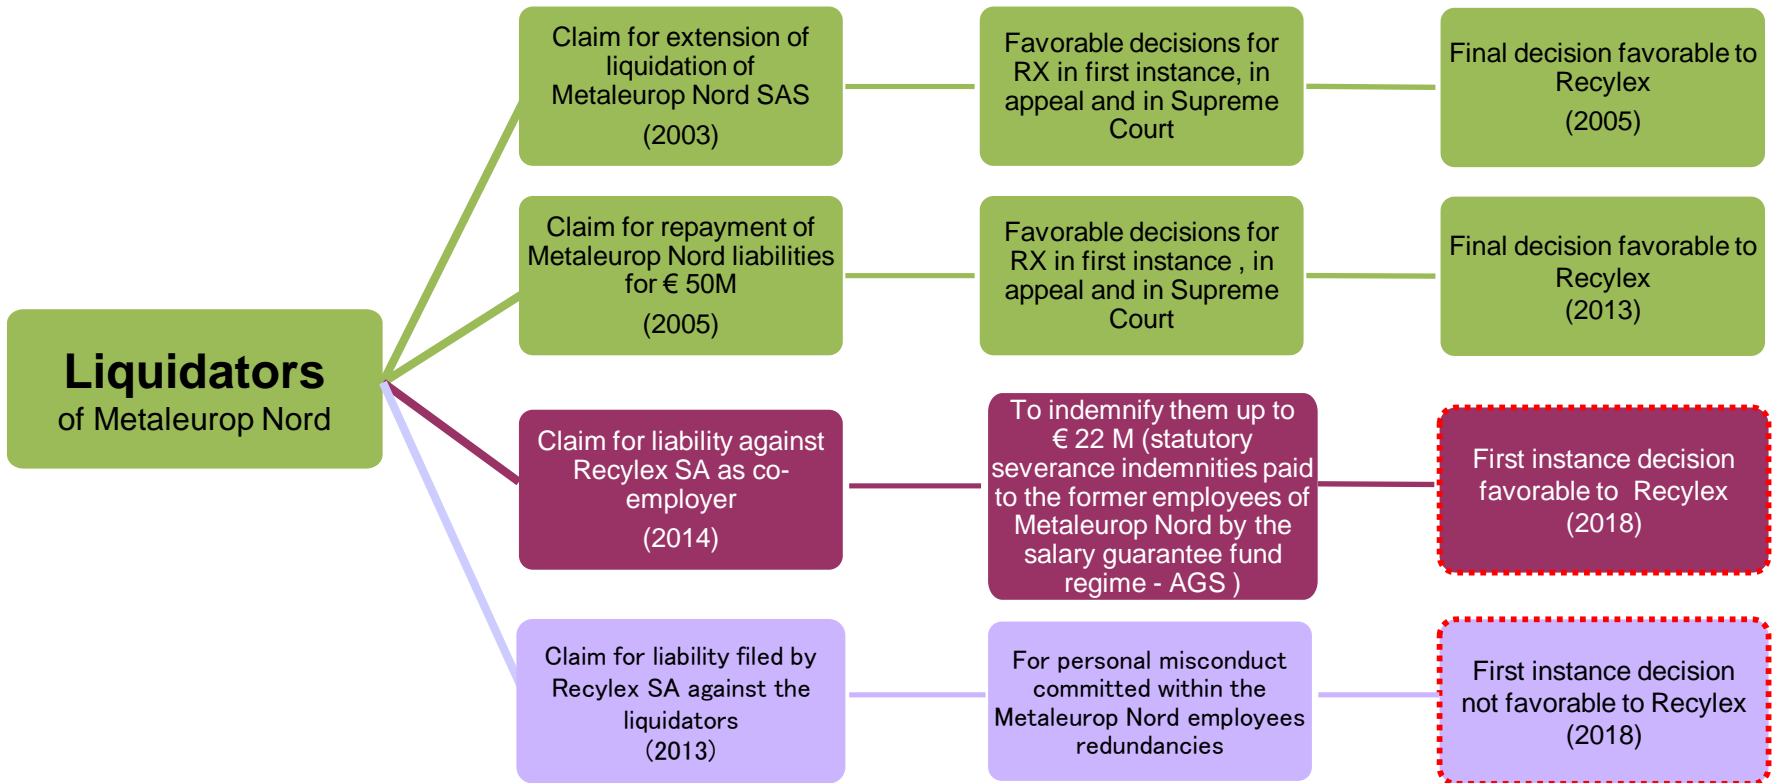 Liquidators
of Metaleurop Nord
Claim for extension of
liquidation of
Metaleurop Nord SAS
(2003)
Favorable decisions for
RX in first instance, in
appeal and in Supreme
Court
Final decision favorable to
Recylex
(2005)
Claim for repayment of
Metaleurop Nord liabilities
for € 50M
(2005)
Favorable decisions for
RX in first instance , in
appeal and in Supreme
Court
Final decision favorable to
Recylex
(2013)
Claim for liability against
Recylex SA as co-
employer
(2014)
To indemnify them up to
€ 22 M (statutory
severance indemnities paid
to the former employees of
Metaleurop Nord by the
salary guarantee fund
regime - AGS )
First instance decision
favorable to Recylex
(2018)
Claim for liability filed by
Recylex SA against the
liquidators
(2013)
For personal misconduct
committed within the
Metaleurop Nord employees
redundancies
First instance decision
not favorable to Recylex
(2018)